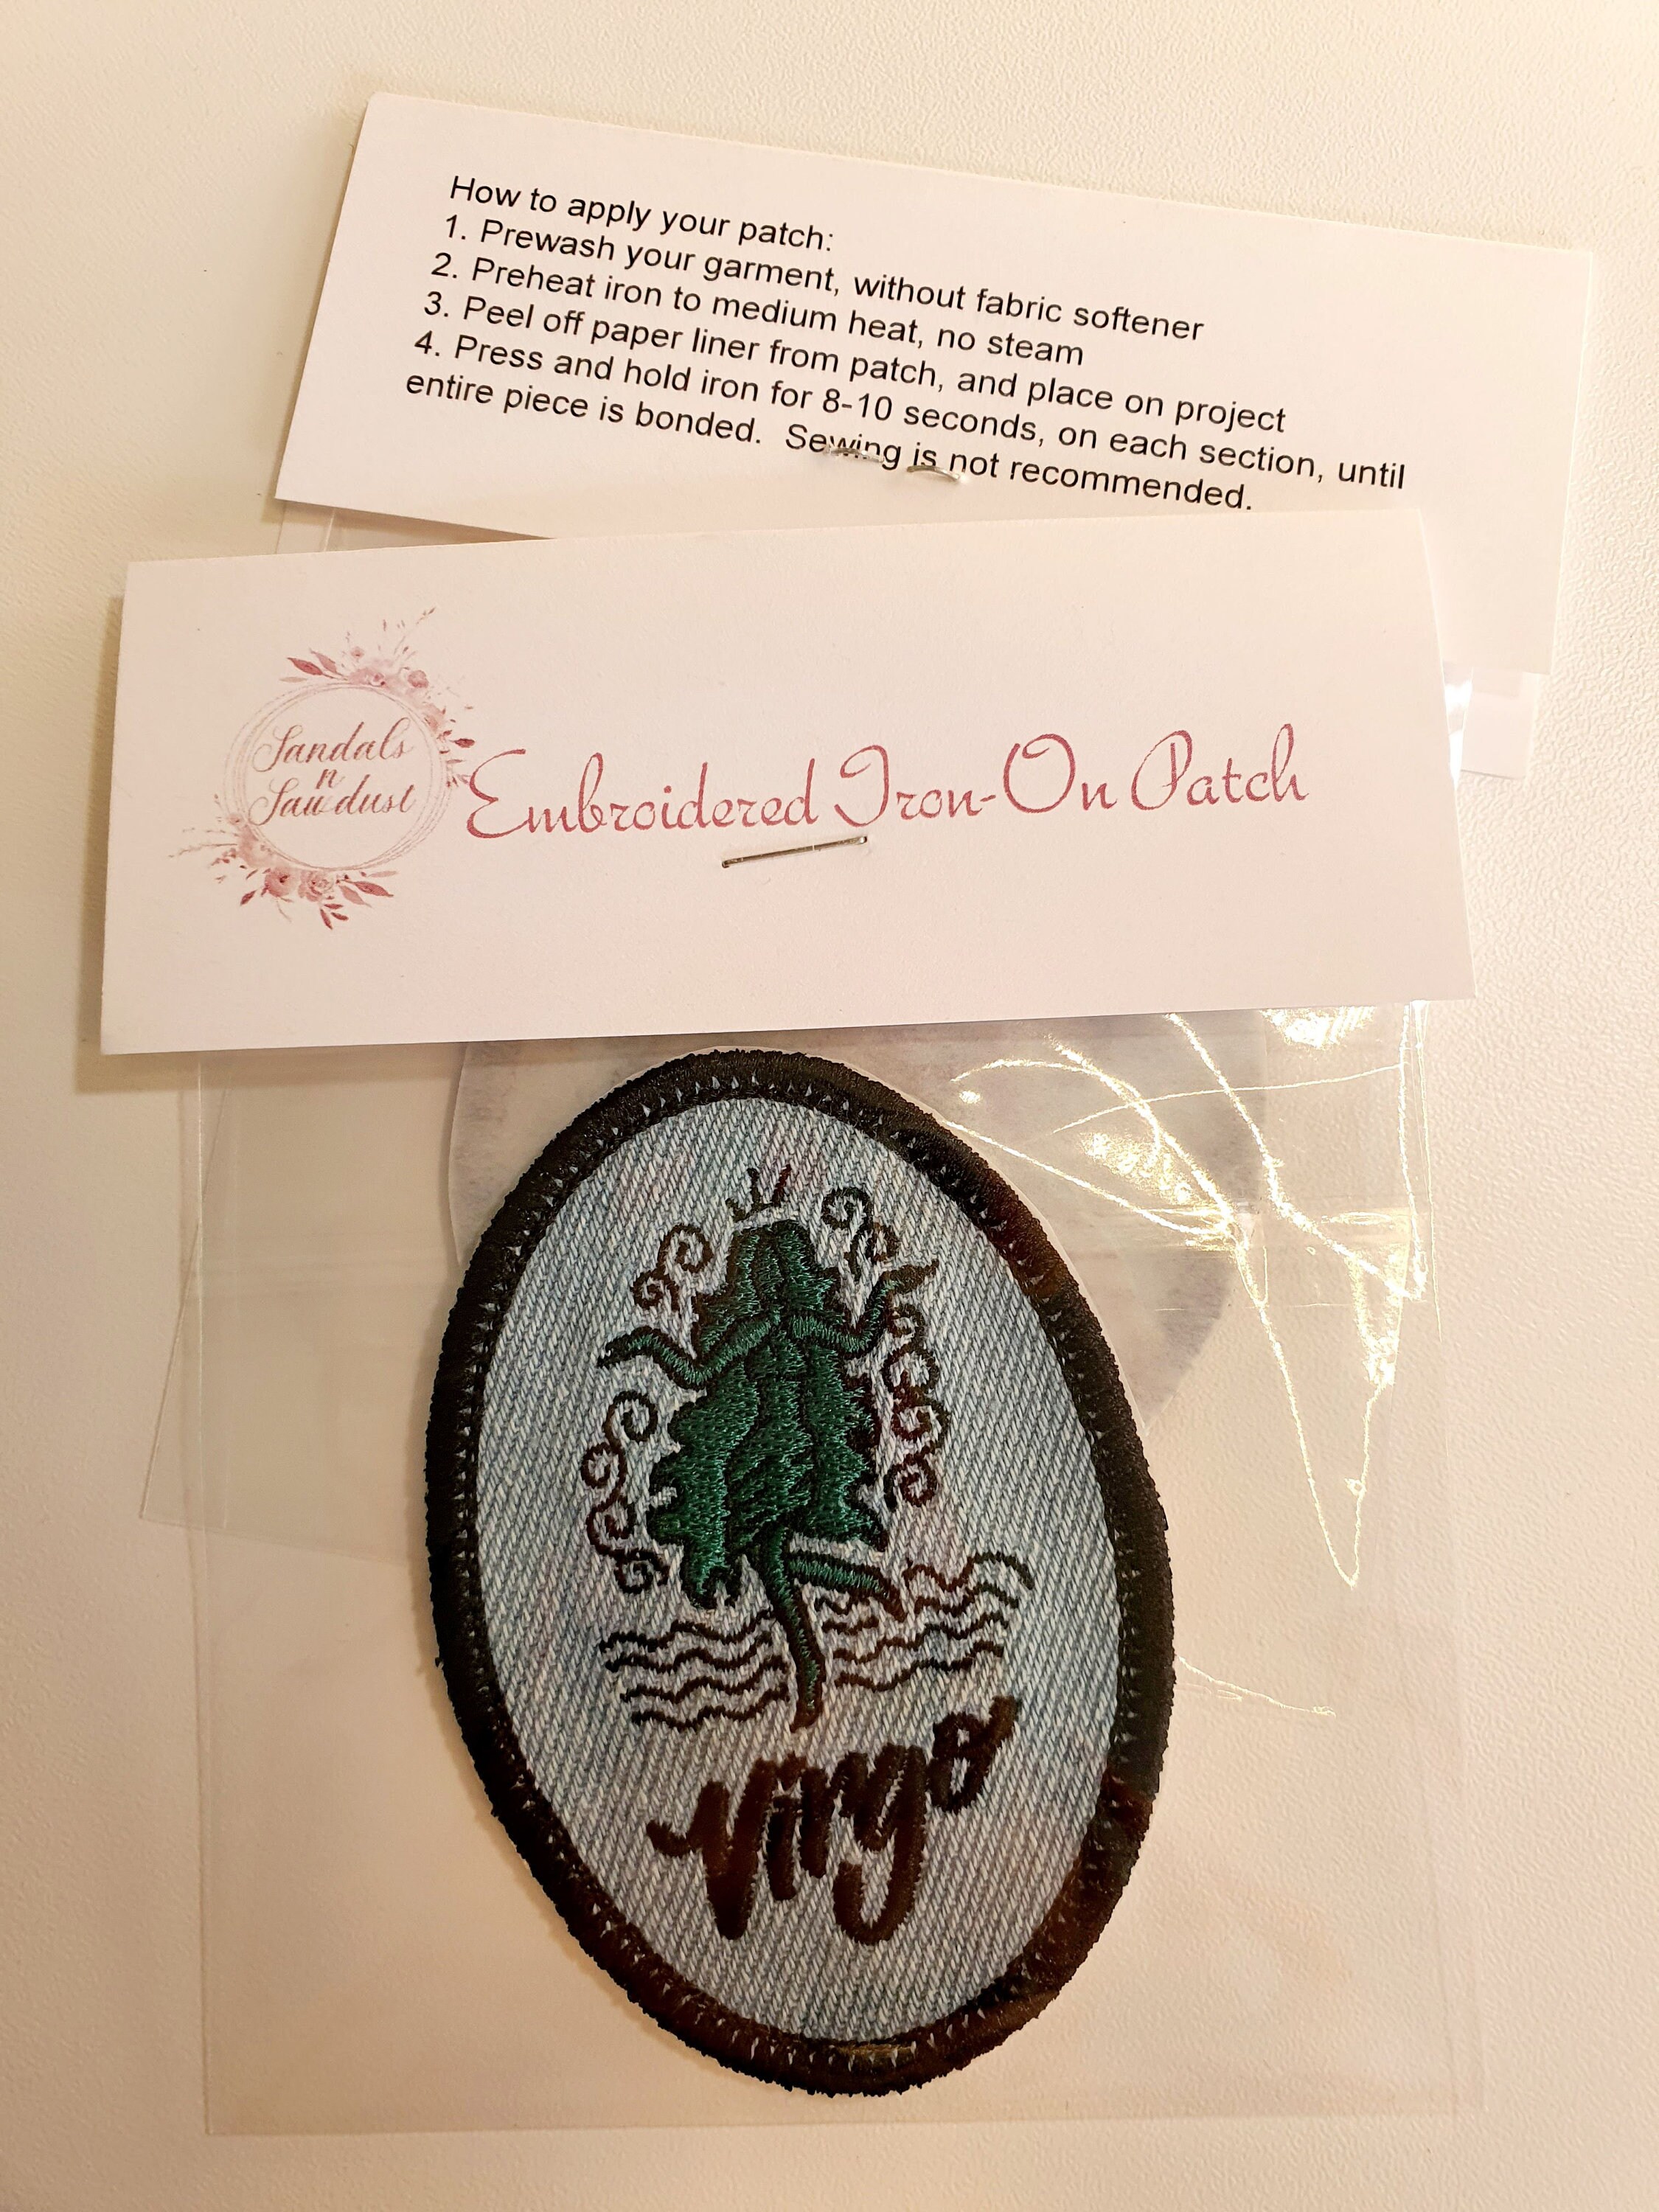 How to apply your patch:
1. Prewash your garment, without fabric softener
2. Preheat iron to medium heat, no steam
3. Peel off paper liner from patch, and place on project
4. Press and hold iron for 8-10 seconds, on each section, until
entire piece is bonded.  Sewing is not recommended.
Sandals
n
Sawdust
Embroidered Iron-On Patch
Virgo